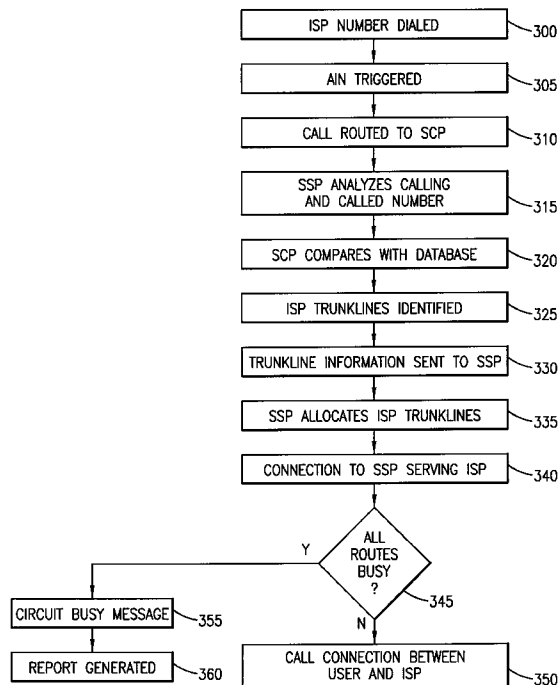 ISP NUMBER DIALED
300
AIN TRIGGERED
305
CALL ROUTED TO SCP
310
SSP ANALYZES CALLING
AND CALLED NUMBER
315
SCP COMPARES WITH DATABASE
320
ISP TRUNKLINES IDENTIFIED
325
TRUNKLINE INFORMATION SENT TO SSP
330
SSP ALLOCATES ISP TRUNKLINES
335
CONNECTION TO SSP SERVING ISP
340
ALL
ROUTES
BUSY
?
345
Y
N
CIRCUIT BUSY MESSAGE
355
REPORT GENERATED
360
CALL CONNECTION BETWEEN
USER AND ISP
350